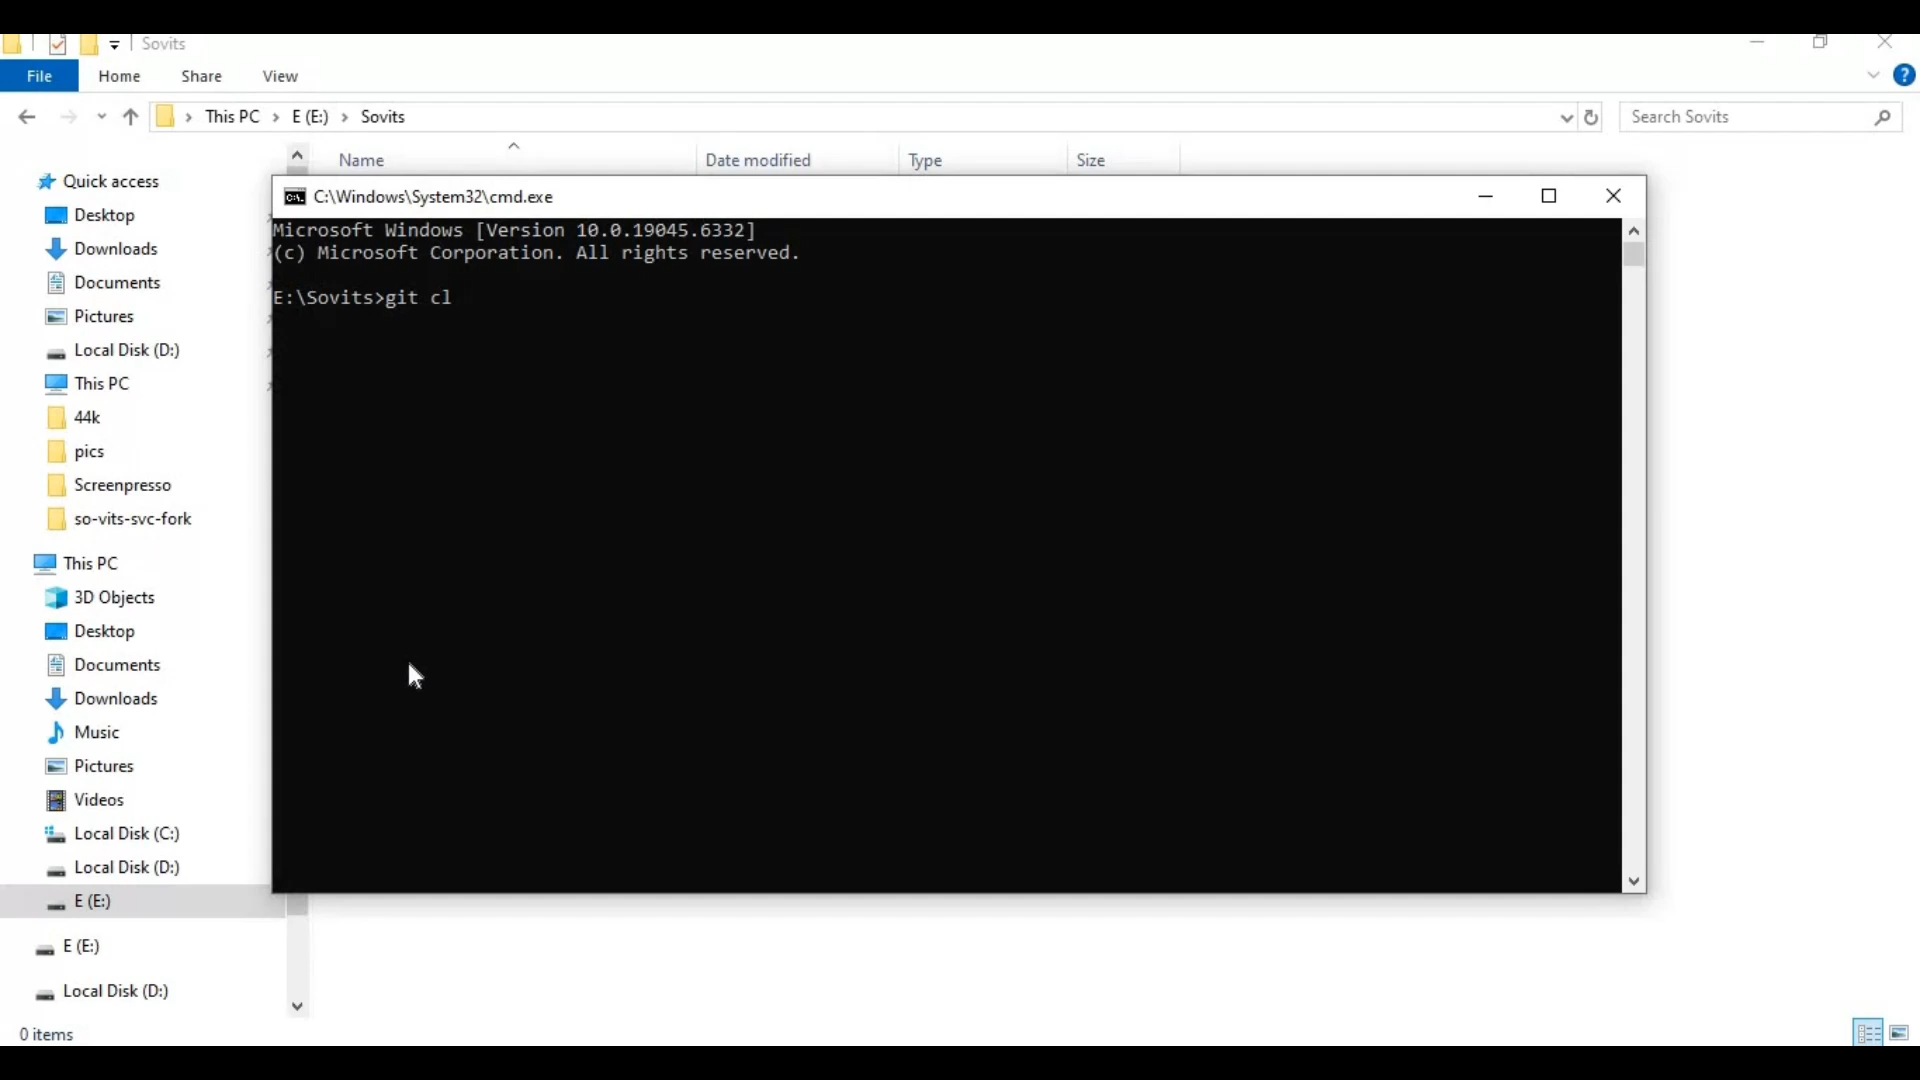 Sovits
File Home Share View
This PC > E (E:) > Sovits
Search Sovits
Name Date modified Type Size
Quick access
Desktop
Downloads
Documents
Pictures
Local Disk (D:)
This PC
44k
pics
Screenpresso
so-vits-svc-fork
This PC
3D Objects
Desktop
Documents
Downloads
Music
Pictures
Videos
Local Disk (C:)
Local Disk (D:)
E (E:)
E (E:)
Local Disk (D:)
0 items
C:\Windows\System32\cmd.exe
Microsoft Windows [Version 10.0.19045.6332]
(c) Microsoft Corporation. All rights reserved.
E:\Sovits>git cl